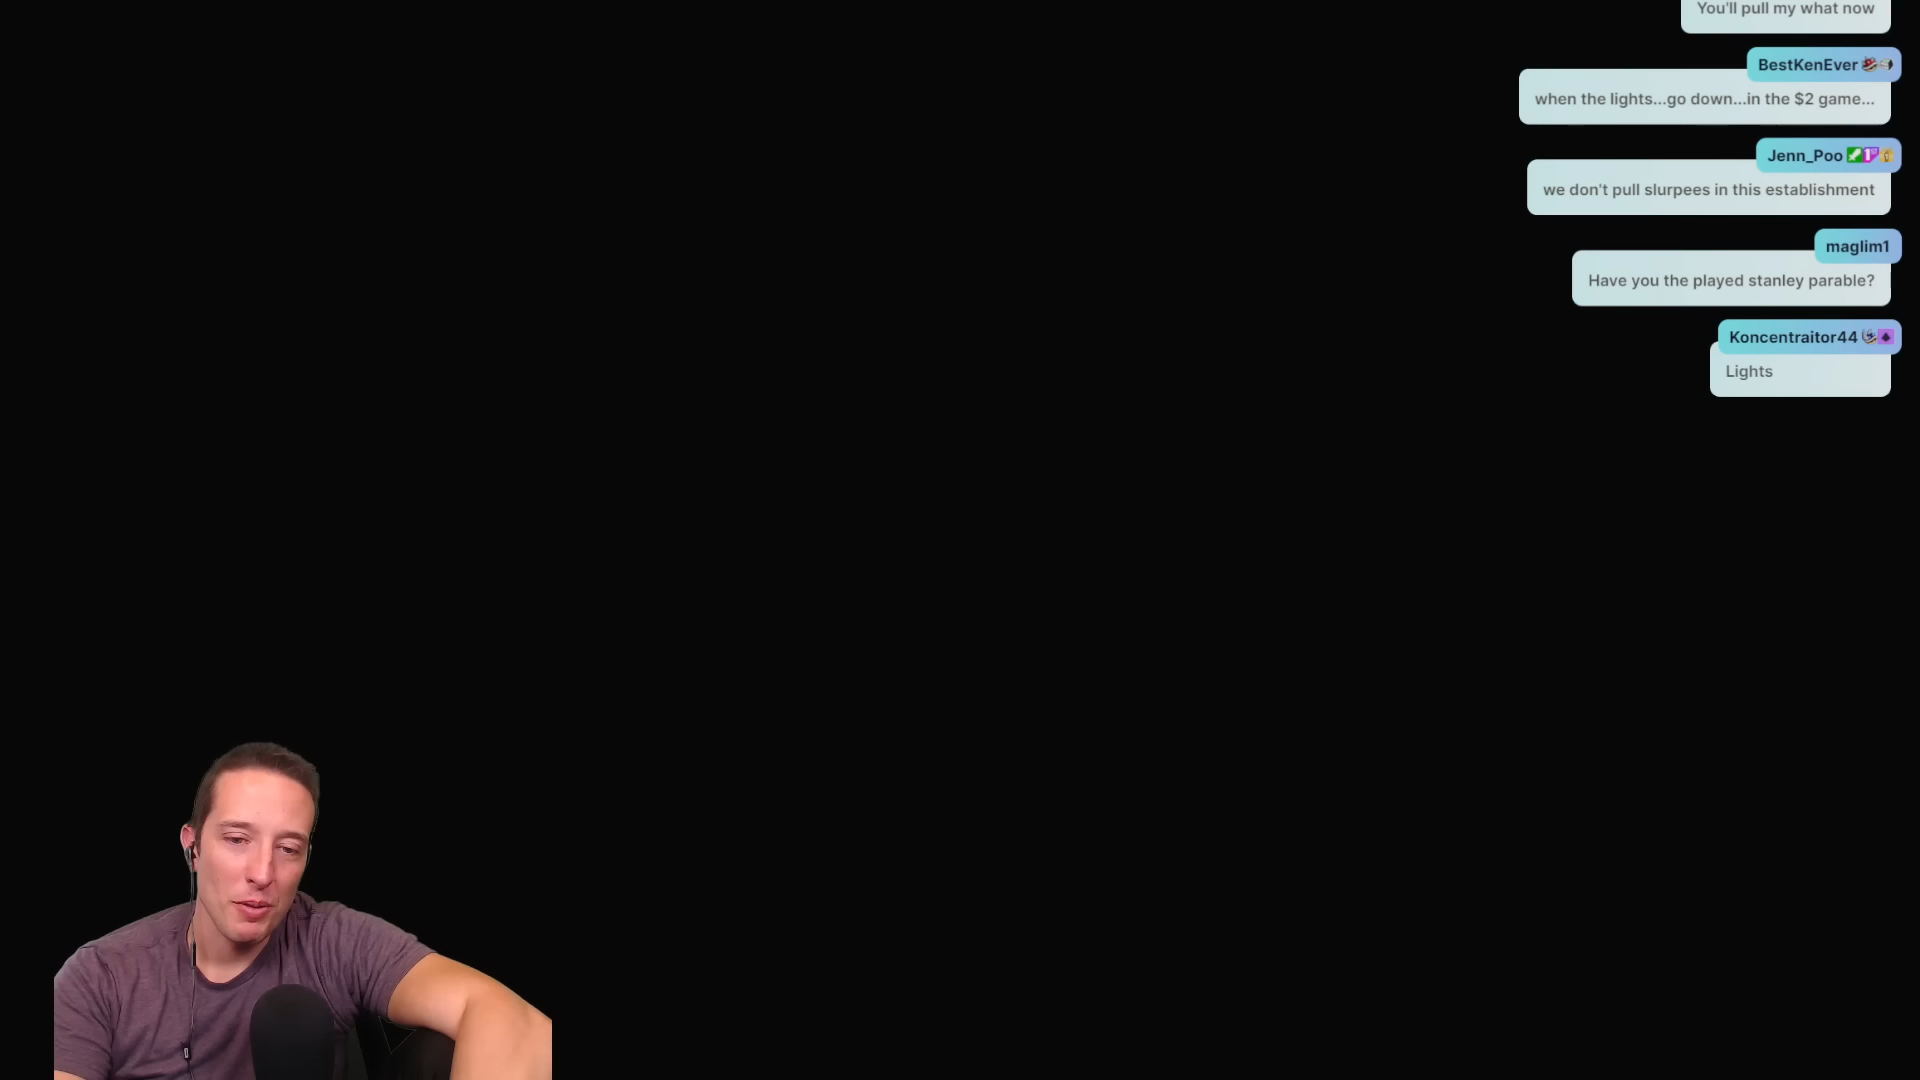 You'll pull my what now
BestKenEver
when the lights...go down...in the $2 game...
Jenn_Poo
we don't pull slurpees in this establishment
maglim1
Have you the played stanley parable?
Koncentraitor44
Lights